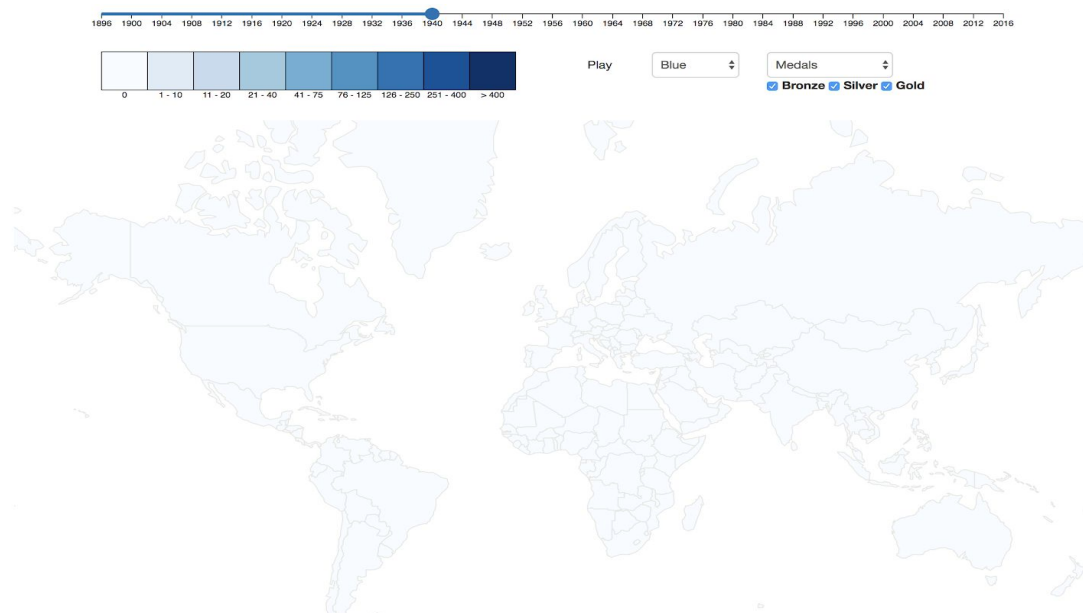 1896 1900 1904 1908 1912 1916 1920 1924 1928 1932 1936 1940 1944 1948 1952 1956 1960 1964 1968 1972 1976 1980 1984 1988 1992 1996 2000 2004 2008 2012 2016
Play Blue Medals
Bronze Silver Gold
0 1 - 10 11 - 20 21 - 40 41 - 75 76 - 125 126 - 250 251 - 400 > 400